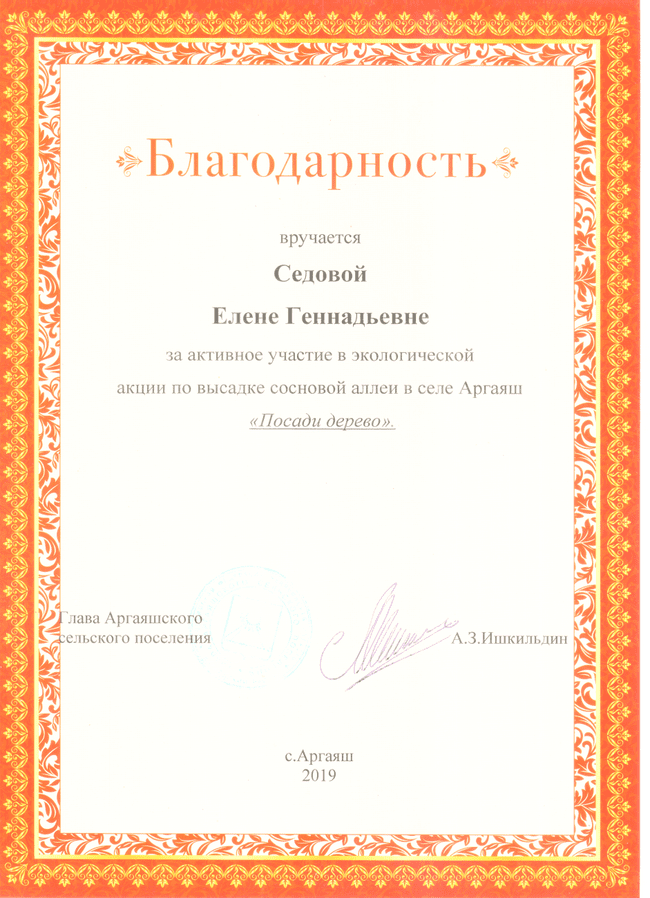 Благодарность
вручается
Седовой
Елене Геннадьевне
за активное участие в экологической
акции по высадке сосновой аллеи в селе Аргаяш
«Посади дерево».
Глава Аргаяшского
сельского поселения
А.З.Ишкильдин
с.Аргаяш
2019